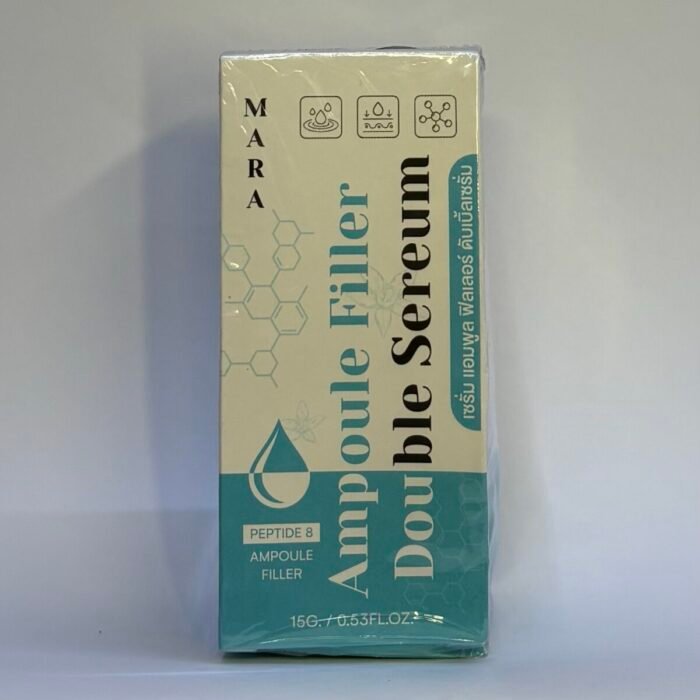 MARA
Ampoule Filler
Double Sereum
เซรั่ม แอมพูล ฟิลเลอร์ ดับเบิ้ลเซรั่ม
PEPTIDE 8
AMPOULE
FILLER
15G. / 0.53FL.OZ.